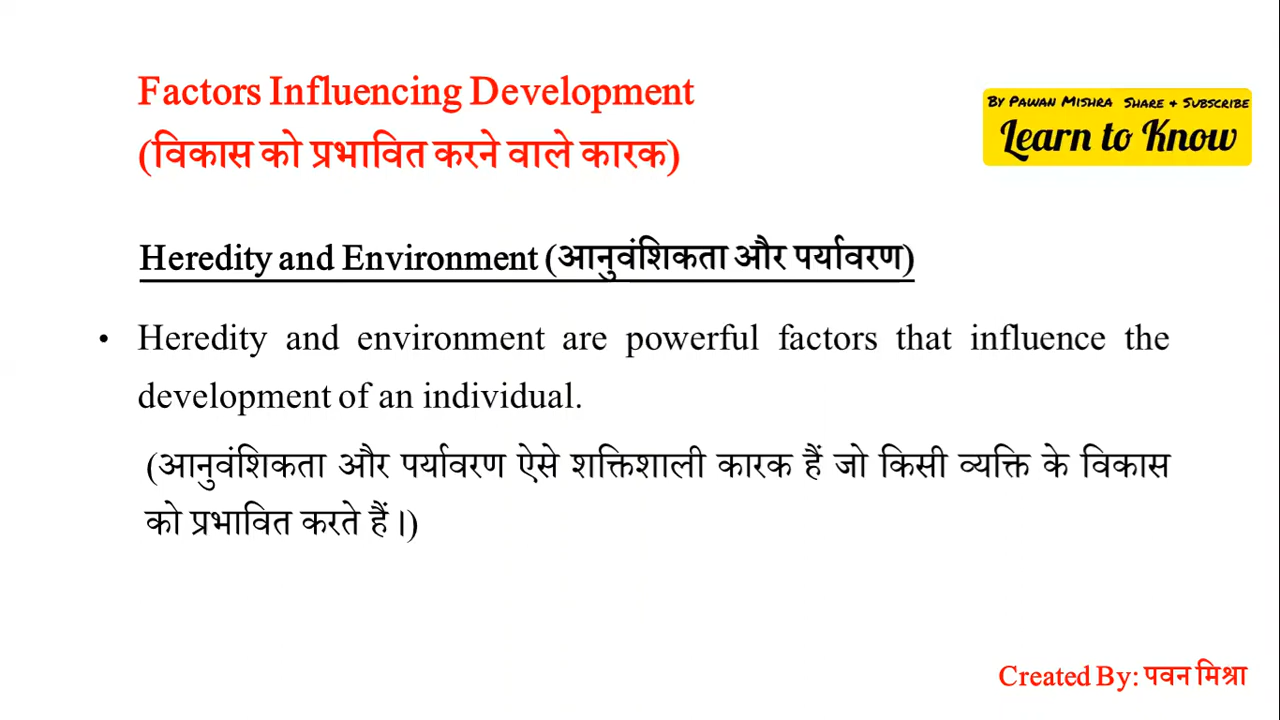 Factors Influencing Development
(विकास को प्रभावित करने वाले कारक)
By Pawan Mishra Share & Subscribe
Learn to Know
Heredity and Environment (आनुवंशिकता और पर्यावरण)
• Heredity and environment are powerful factors that influence the
development of an individual.
(आनुवंशिकता और पर्यावरण ऐसे शक्तिशाली कारक हैं जो किसी व्यक्ति के विकास
को प्रभावित करते हैं।)
Created By: पवन मिश्रा